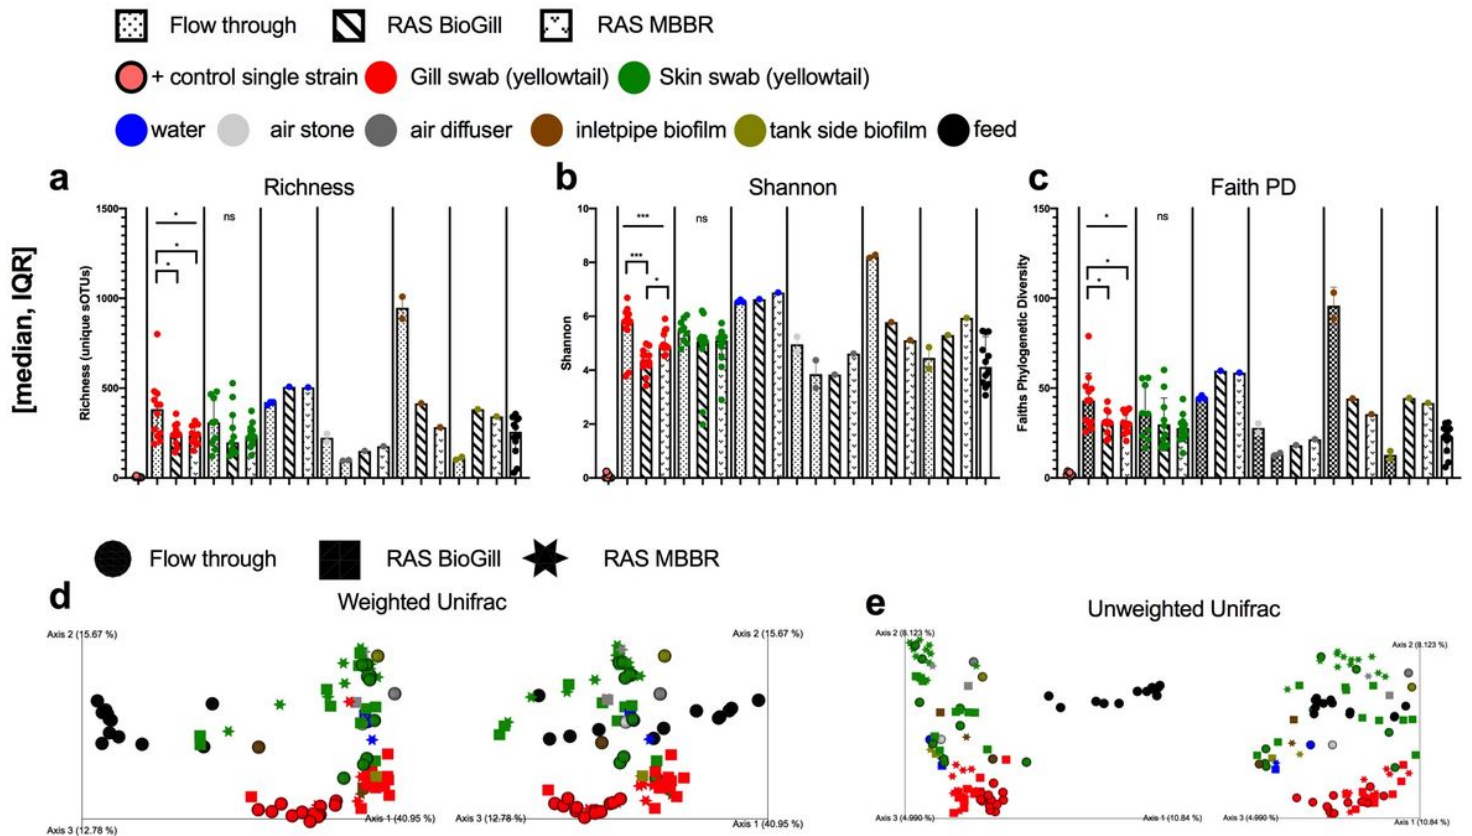 Flow through RAS BioGill RAS MBBR
+ control single strain Gill swab (yellowtail) Skin swab (yellowtail)
water air stone air diffuser inletpipe biofilm tank side biofilm feed
[median, IQR]
a Richness
Richness (unique sOTUs)
1500
1000
500
0
*
*
*
ns
b Shannon
Shannon
10
8
6
4
2
0
***
***
*
ns
c Faith PD
Faiths Phylogenetic Diversity
150
100
50
0
*
*
*
ns
Flow through RAS BioGill RAS MBBR
d Weighted Unifrac
Axis 2 (15.67 %) Axis 2 (15.67 %)
Axis 3 (12.78 %) Axis 1 (40.95 %) Axis 3 (12.78 %) Axis 1 (40.95 %)
e Unweighted Unifrac
Axis 2 (8.123 %) Axis 2 (8.123 %)
Axis 3 (4.990 %) Axis 1 (10.84 %) Axis 3 (4.990 %) Axis 1 (10.84 %)